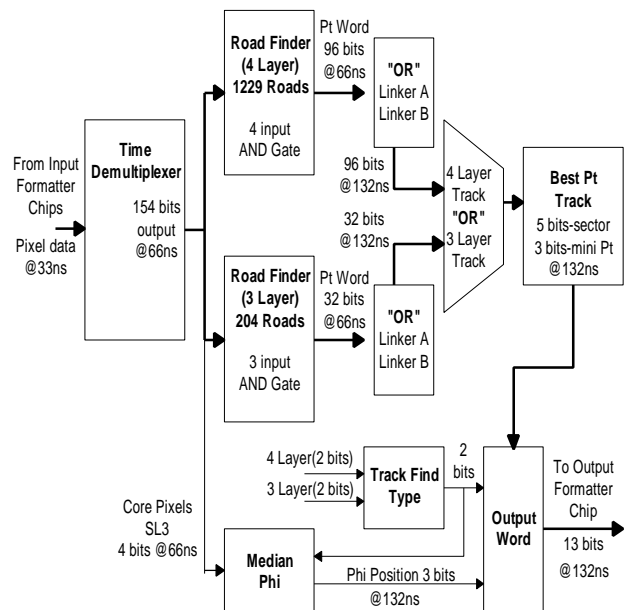 From Input
Formatter
Chips
Pixel data
@33ns
Time
Demultiplexer
154 bits
output
@66ns
Road Finder
(4 Layer)
1229 Roads
4 input
AND Gate
Pt Word
96 bits
@66ns
"OR"
Linker A
Linker B
96 bits
@132ns
32 bits
@132ns
Road Finder
(3 Layer)
204 Roads
3 input
AND Gate
Pt Word
32 bits
@66ns
"OR"
Linker A
Linker B
4 Layer
Track
"OR"
3 Layer
Track
Best Pt
Track
5 bits-sector
3 bits-mini Pt
@132ns
4 Layer(2 bits)
3 Layer(2 bits)
Track Find
Type
2
bits
Core Pixels
SL3
4 bits @66ns
Median
Phi
Phi Position 3 bits
@132ns
Output
Word
To Output
Formatter
Chip
13 bits
@132ns